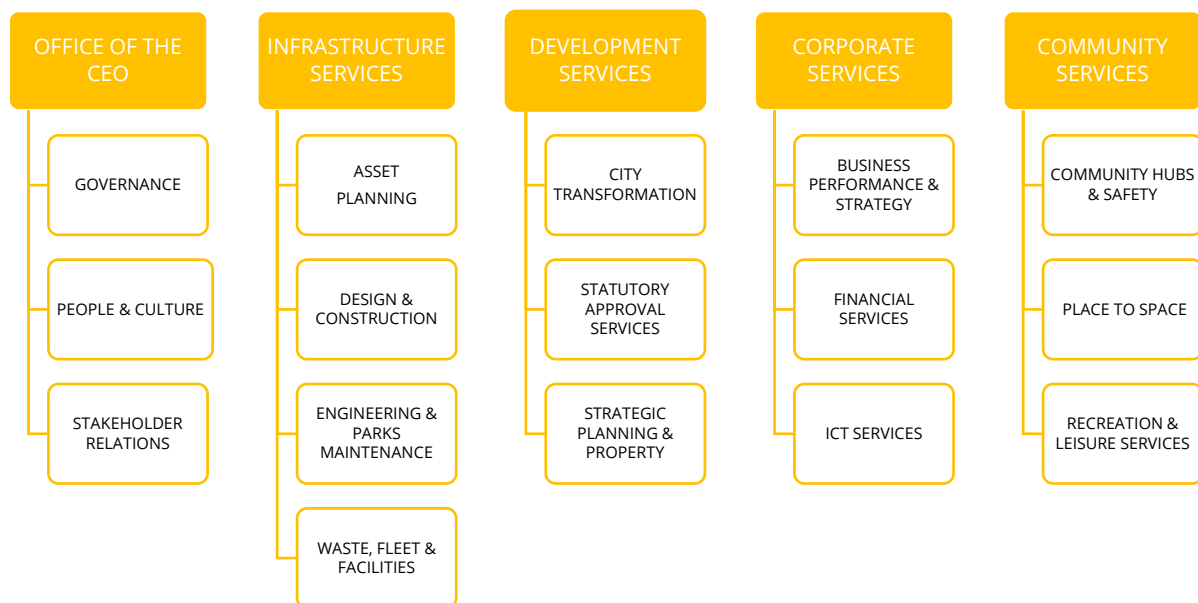 OFFICE OF THE
CEO
GOVERNANCE
PEOPLE & CULTURE
STAKEHOLDER
RELATIONS
INFRASTRUCTURE
SERVICES
ASSET
PLANNING
DESIGN &
CONSTRUCTION
ENGINEERING &
PARKS
MAINTENANCE
WASTE, FLEET &
FACILITIES
DEVELOPMENT
SERVICES
CITY
TRANSFORMATION
STATUTORY
APPROVAL
SERVICES
STRATEGIC
PLANNING &
PROPERTY
CORPORATE
SERVICES
BUSINESS
PERFORMANCE &
STRATEGY
FINANCIAL
SERVICES
ICT SERVICES
COMMUNITY
SERVICES
COMMUNITY HUBS
& SAFETY
PLACE TO SPACE
RECREATION &
LEISURE SERVICES